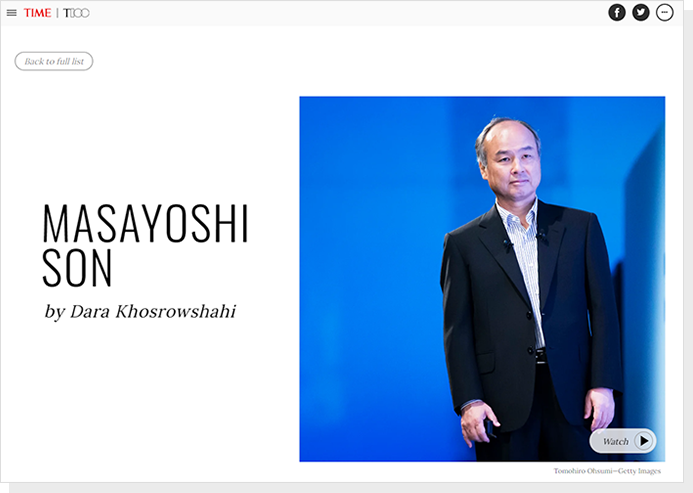 TIME | T100
Back to full list
MASAYOSHI
SON
by Dara Khosrowshahi
Watch
Tomohiro Ohsumi—Getty Images